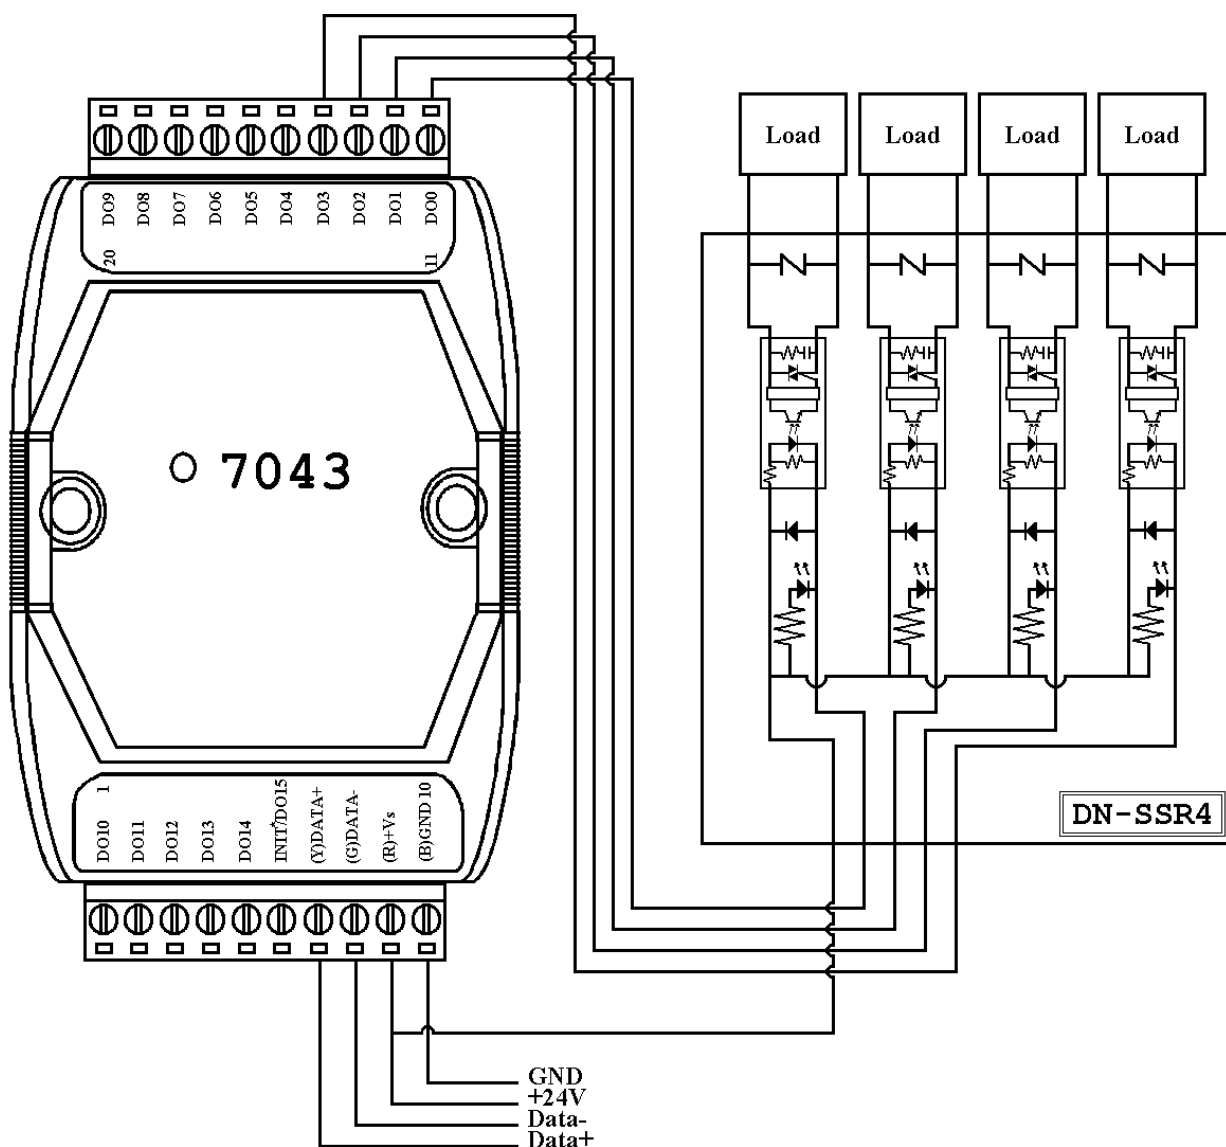 Load
Load
Load
Load
DO9
DO8
DO7
DO6
DO5
DO4
DO3
DO2
DO1
DO0
20
11
7043
1
DO10
DO11
DO12
DO13
DO14
INIT*/DO15
(Y)DATA+
(G)DATA-
(R)+Vs
(B)GND 10
DN-SSR4
GND
+24V
Data-
Data+